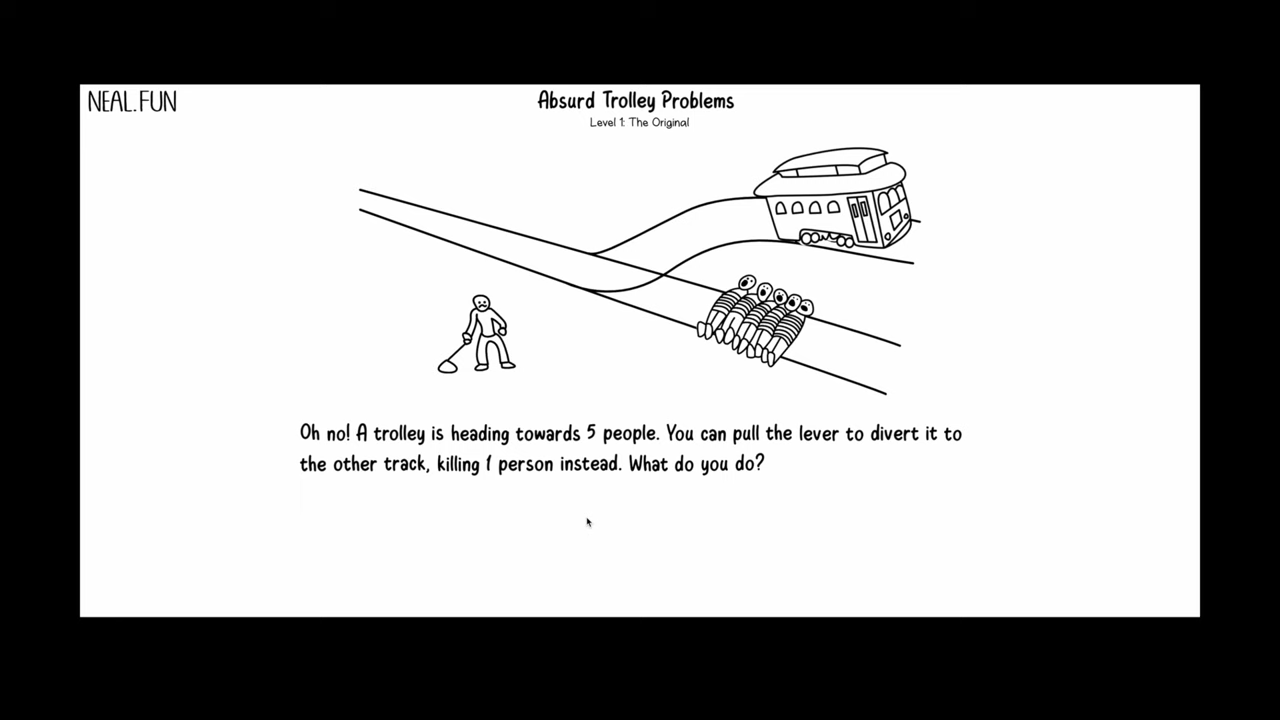 NEAL.FUN
Absurd Trolley Problems
Level 1: The Original
Oh no! A trolley is heading towards 5 people. You can pull the lever to divert it to
the other track, killing 1 person instead. What do you do?